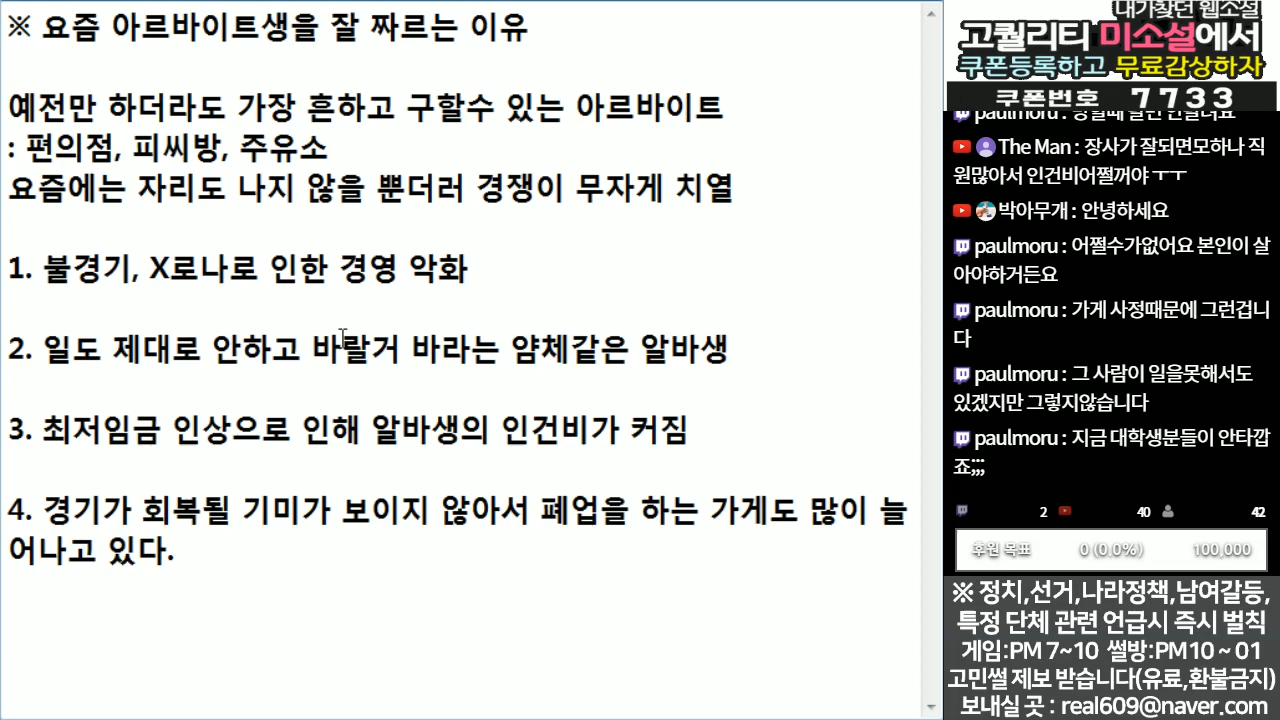 ※ 요즘 아르바이트생을 잘 짜르는 이유
예전만 하더라도 가장 흔하고 구할수 있는 아르바이트
: 편의점, 피씨방, 주유소
요즘에는 자리도 나지 않을 뿐더러 경쟁이 무자게 치열
1. 불경기, X로나로 인한 경영 악화
2. 일도 제대로 안하고 바랄거 바라는 얌체같은 알바생
3. 최저임금 인상으로 인해 알바생의 인건비가 커짐
4. 경기가 회복될 기미가 보이지 않아서 폐업을 하는 가게도 많이 늘
어나고 있다.
내가찾던 웹소설
고퀄리티 미소설에서
쿠폰등록하고 무료감상하자
쿠폰번호 7733
paulmoru :
The Man : 장사가 잘되면모하나 직
원많아서 인건비어쩔꺼야 ㅜㅜ
박아무개 : 안녕하세요
paulmoru : 어쩔수가없어요 본인이 살
아야하거든요
paulmoru : 가게 사정때문에 그런겁니
다
paulmoru : 그 사람이 일을못해서도
있겠지만 그렇지않습니다
paulmoru : 지금 대학생분들이 안타깝
죠;;;
2 40 42
후원 목표 0 (0.0%) 100,000
※ 정치,선거,나라정책,남여갈등,
특정 단체 관련 언급시 즉시 벌칙
게임:PM 7~10 썰방:PM10 ~ 01
고민썰 제보 받습니다(유료,환불금지)
보내실 곳 : real609@naver.com